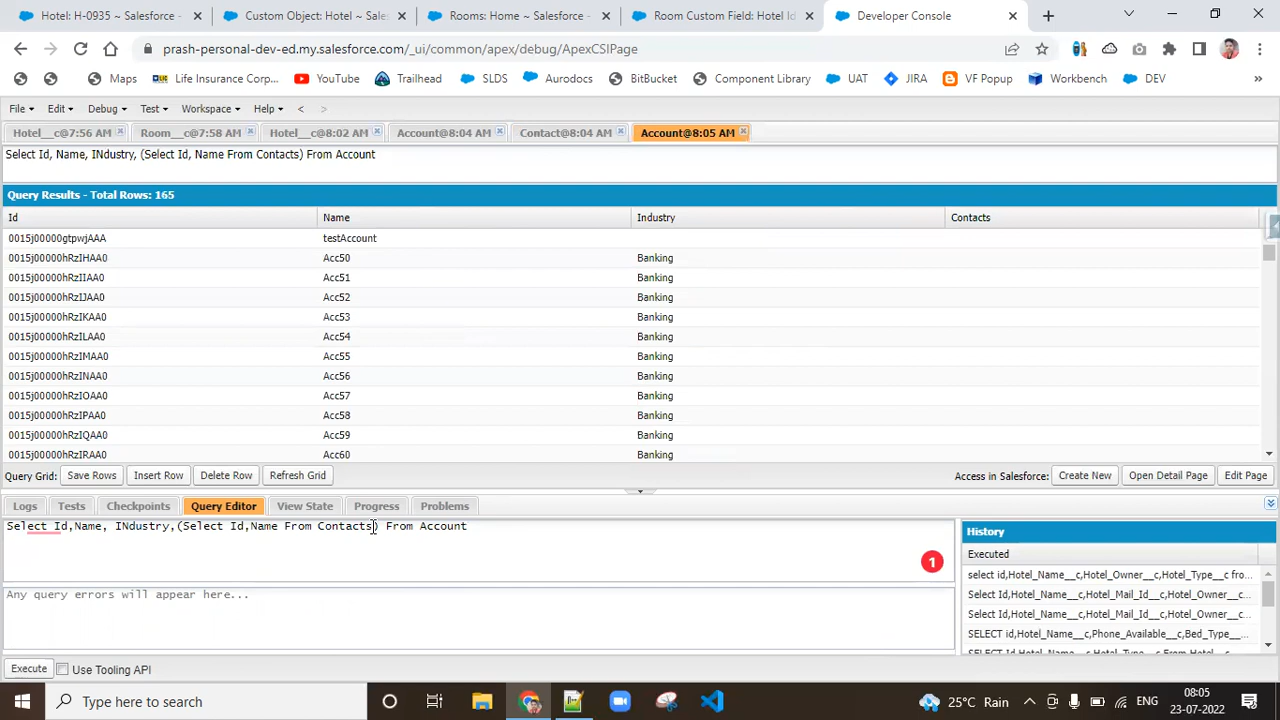 Hotel: H-0935 ~ Salesforce -
Custom Object: Hotel ~ Sales
Rooms: Home ~ Salesforce -
Room Custom Field: Hotel Id
Developer Console
prash-personal-dev-ed.my.salesforce.com/_ui/common/apex/debug/ApexCSIPage
Maps Life Insurance Corp... YouTube Trailhead SLDS Aurodocs BitBucket Component Library UAT JIRA VF Popup Workbench DEV »
File Edit Debug Test Workspace Help < >
Hotel__c@7:56 AM Room__c@7:58 AM Hotel__c@8:02 AM Account@8:04 AM Contact@8:04 AM Account@8:05 AM
Select Id, Name, INdustry, (Select Id, Name From Contacts) From Account
Query Results - Total Rows: 165
Id Name Industry Contacts
0015j00000gtpwjAAA testAccount
0015j00000hRzIHAA0 Acc50 Banking
0015j00000hRzIIAA0 Acc51 Banking
0015j00000hRzIJAA0 Acc52 Banking
0015j00000hRzIKAA0 Acc53 Banking
0015j00000hRzILAA0 Acc54 Banking
0015j00000hRzIMAA0 Acc55 Banking
0015j00000hRzINAA0 Acc56 Banking
0015j00000hRzIOAA0 Acc57 Banking
0015j00000hRzIPAA0 Acc58 Banking
0015j00000hRzIQAA0 Acc59 Banking
0015j00000hRzIRAA0 Acc60 Banking
Query Grid: Save Rows Insert Row Delete Row Refresh Grid Access in Salesforce: Create New Open Detail Page Edit Page
Logs Tests Checkpoints Query Editor View State Progress Problems
Select Id,Name, INdustry,(Select Id,Name From Contacts) From Account
1
Any query errors will appear here...
History
Executed
select id,Hotel_Name__c,Hotel_Owner__c,Hotel_Type__c fro...
Select Id,Hotel_Name__c,Hotel_Mail_Id__c,Hotel_Owner__c...
Select Id,Hotel_Name__c,Hotel_Mail_Id__c,Hotel_Owner__c...
SELECT id,Hotel_Name__c,Phone_Available__c,Bed_Type__...
SELECT Id,Hotel_Name__c,Hotel_Type__c From Hotel...
Execute Use Tooling API
Type here to search
25°C Rain
ENG
08:05
23-07-2022